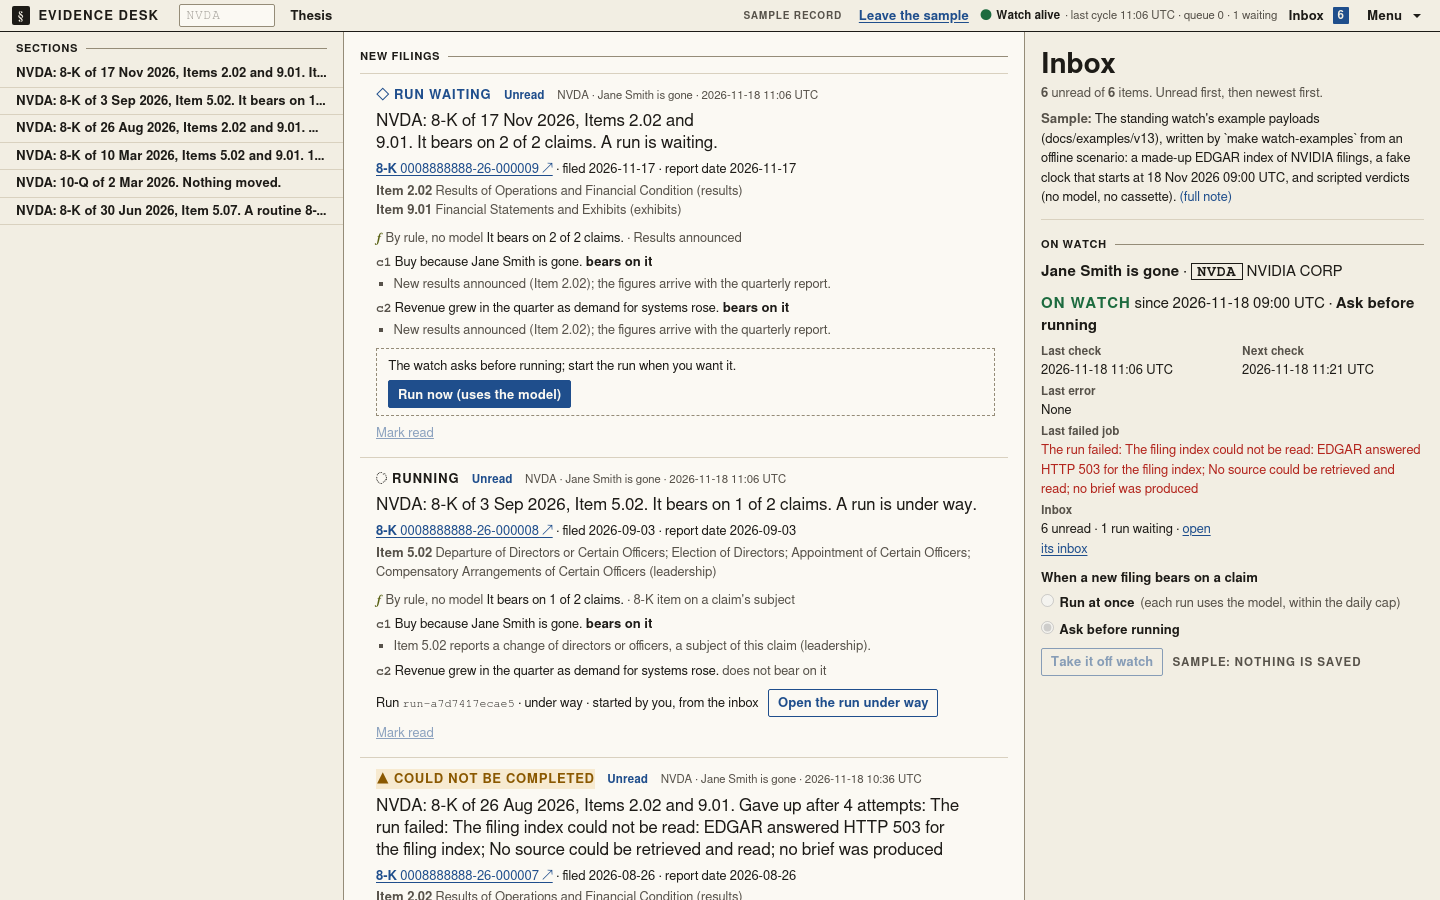 § EVIDENCE DESK NVDA Thesis SAMPLE RECORD Leave the sample Watch alive · last cycle 11:06 UTC · queue 0 · 1 waiting Inbox 6 Menu
SECTIONS
NVDA: 8-K of 17 Nov 2026, Items 2.02 and 9.01. It...
NVDA: 8-K of 3 Sep 2026, Item 5.02. It bears on 1...
NVDA: 8-K of 26 Aug 2026, Items 2.02 and 9.01. ...
NVDA: 8-K of 10 Mar 2026, Items 5.02 and 9.01. 1...
NVDA: 10-Q of 2 Mar 2026. Nothing moved.
NVDA: 8-K of 30 Jun 2026, Item 5.07. A routine 8-...
NEW FILINGS
RUN WAITING Unread NVDA · Jane Smith is gone · 2026-11-18 11:06 UTC
NVDA: 8-K of 17 Nov 2026, Items 2.02 and
9.01. It bears on 2 of 2 claims. A run is waiting.
8-K 0008888888-26-000009 ↗ · filed 2026-11-17 · report date 2026-11-17
Item 2.02 Results of Operations and Financial Condition (results)
Item 9.01 Financial Statements and Exhibits (exhibits)
f By rule, no model It bears on 2 of 2 claims. · Results announced
c1 Buy because Jane Smith is gone. bears on it
▪ New results announced (Item 2.02); the figures arrive with the quarterly report.
c2 Revenue grew in the quarter as demand for systems rose. bears on it
▪ New results announced (Item 2.02); the figures arrive with the quarterly report.
The watch asks before running; start the run when you want it.
Run now (uses the model)
Mark read
RUNNING Unread NVDA · Jane Smith is gone · 2026-11-18 11:06 UTC
NVDA: 8-K of 3 Sep 2026, Item 5.02. It bears on 1 of 2 claims. A run is under way.
8-K 0008888888-26-000008 ↗ · filed 2026-09-03 · report date 2026-09-03
Item 5.02 Departure of Directors or Certain Officers; Election of Directors; Appointment of Certain Officers;
Compensatory Arrangements of Certain Officers (leadership)
f By rule, no model It bears on 1 of 2 claims. · 8-K item on a claim's subject
c1 Buy because Jane Smith is gone. bears on it
▪ Item 5.02 reports a change of directors or officers, a subject of this claim (leadership).
c2 Revenue grew in the quarter as demand for systems rose. does not bear on it
Run run-a7d7417ecae5 · under way · started by you, from the inbox Open the run under way
Mark read
COULD NOT BE COMPLETED Unread NVDA · Jane Smith is gone · 2026-11-18 10:36 UTC
NVDA: 8-K of 26 Aug 2026, Items 2.02 and 9.01. Gave up after 4 attempts: The
run failed: The filing index could not be read: EDGAR answered HTTP 503 for
the filing index; No source could be retrieved and read; no brief was produced
8-K 0008888888-26-000007 ↗ · filed 2026-08-26 · report date 2026-08-26
Item 2.02 Results of Operations and Financial Condition (results)
Inbox
6 unread of 6 items. Unread first, then newest first.
Sample: The standing watch's example payloads
(docs/examples/v13), written by `make watch-examples` from an
offline scenario: a made-up EDGAR index of NVIDIA filings, a fake
clock that starts at 18 Nov 2026 09:00 UTC, and scripted verdicts
(no model, no cassette). (full note)
ON WATCH
Jane Smith is gone · NVDA NVIDIA CORP
ON WATCH since 2026-11-18 09:00 UTC · Ask before
running
Last check Next check
2026-11-18 11:06 UTC 2026-11-18 11:21 UTC
Last error
None
Last failed job
The run failed: The filing index could not be read: EDGAR answered
HTTP 503 for the filing index; No source could be retrieved and
read; no brief was produced
Inbox
6 unread · 1 run waiting · open
its inbox
When a new filing bears on a claim
Run at once (each run uses the model, within the daily cap)
Ask before running
Take it off watch SAMPLE: NOTHING IS SAVED